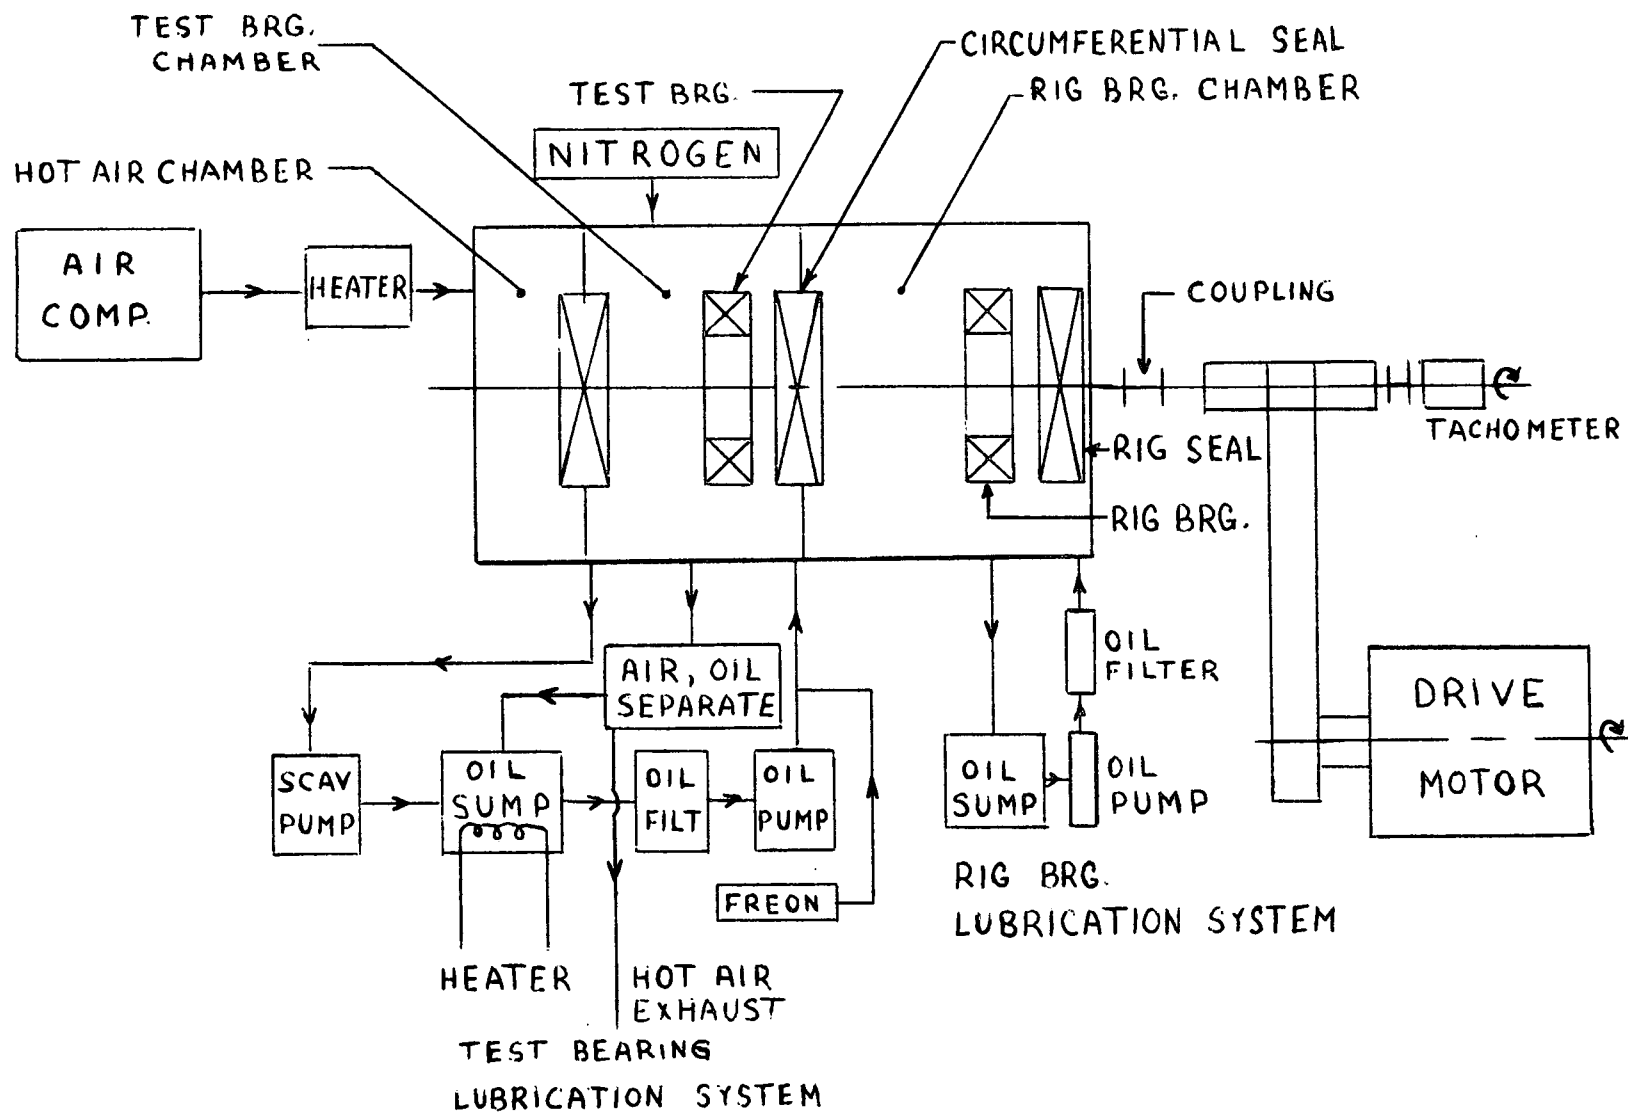 TEST BRG.
CHAMBER
CIRCUMFERENTIAL SEAL
TEST BRG.
RIG BRG. CHAMBER
NITROGEN
HOT AIR CHAMBER
AIR
COMP.
HEATER
COUPLING
TACHOMETER
RIG SEAL
RIG BRG.
AIR, OIL
SEPARATE
OIL
FILTER
DRIVE
MOTOR
SCAV
PUMP
OIL
SUMP
OIL
FILT
OIL
PUMP
OIL
SUMP
OIL
PUMP
FREON
RIG BRG.
LUBRICATION SYSTEM
HEATER
HOT AIR
EXHAUST
TEST BEARING
LUBRICATION SYSTEM